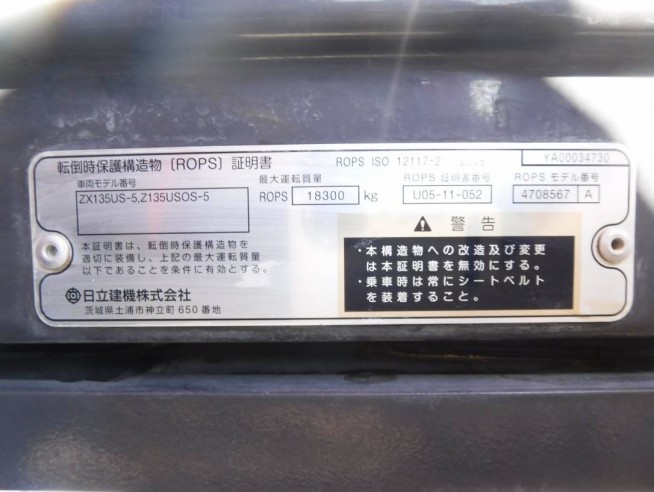 転倒時保護構造物〔ROPS〕証明書
ROPS ISO 12117-2
YA00034730
車両モデル番号
ZX135US-5,Z135USOS-5
最大運転質量
ROPS 18300 kg
ROPS 証明書番号
U05-11-052
ROPS モデル番号
4708567 A
本証明書は、転倒時保護構造物を
適切に装備し、上記の最大運転質量
以下であることを条件に有効とする。
日立建機株式会社
茨城県土浦市神立町650番地
警告
・本構造物への改造及び変更
は本証明書を無効にする。
・乗車時は常にシートベルト
を装着すること。